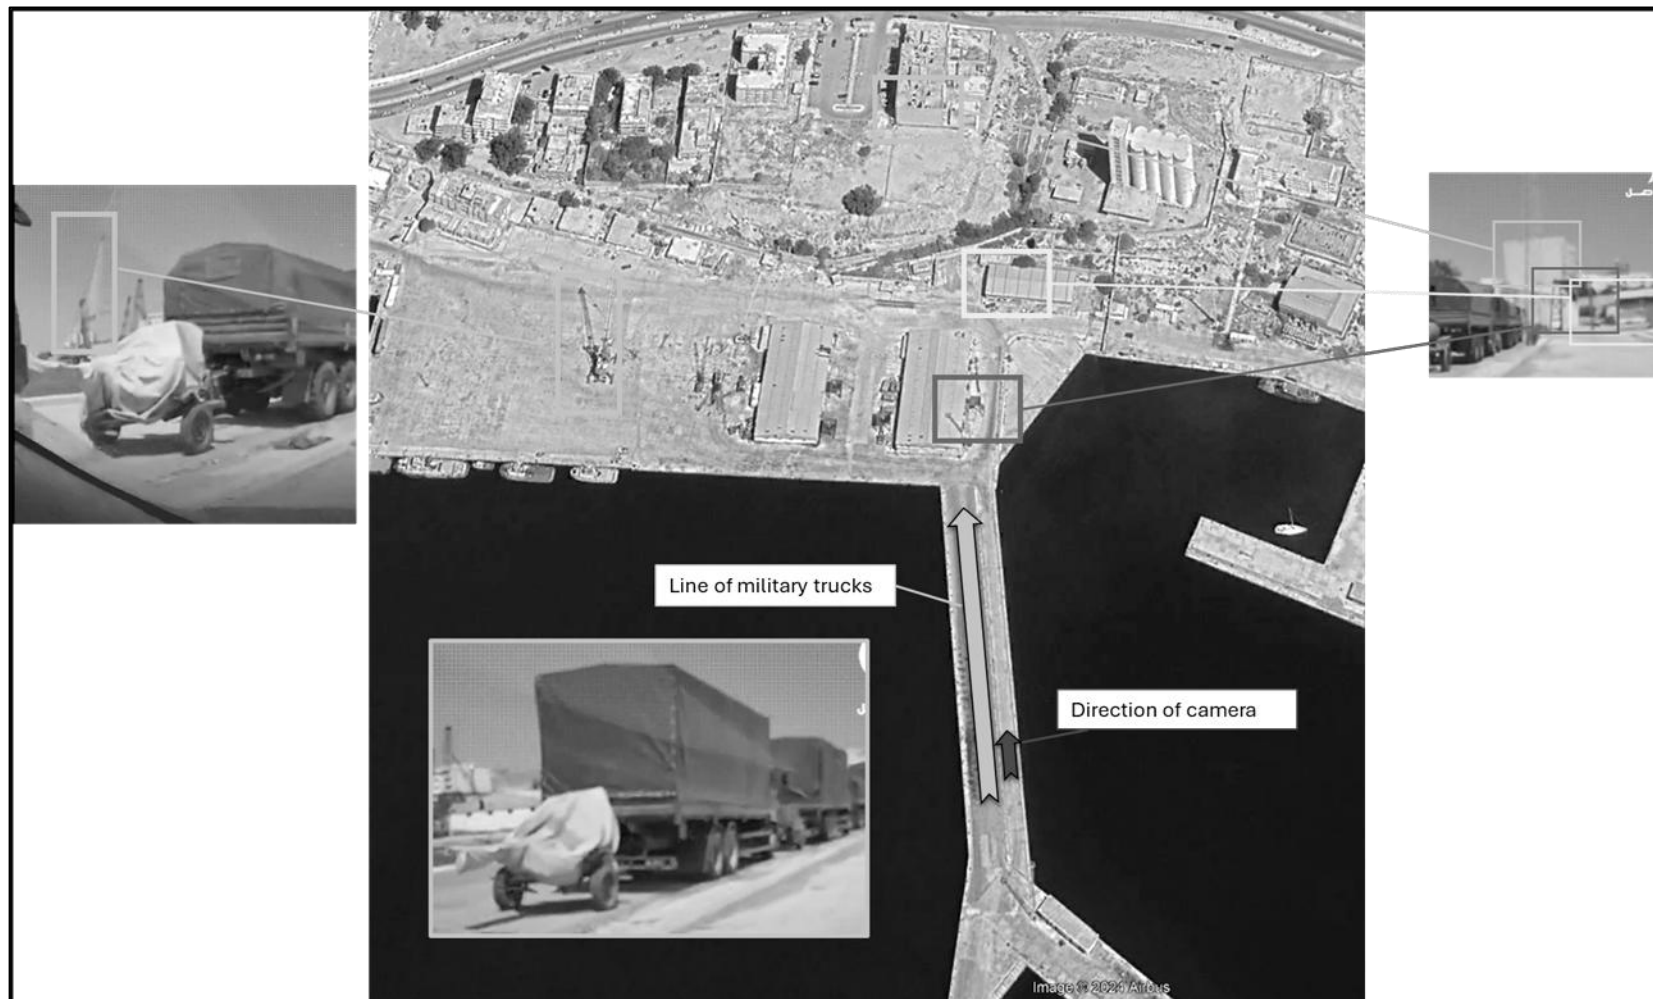 Line of military trucks
Direction of camera
Image © 2024 Airbus